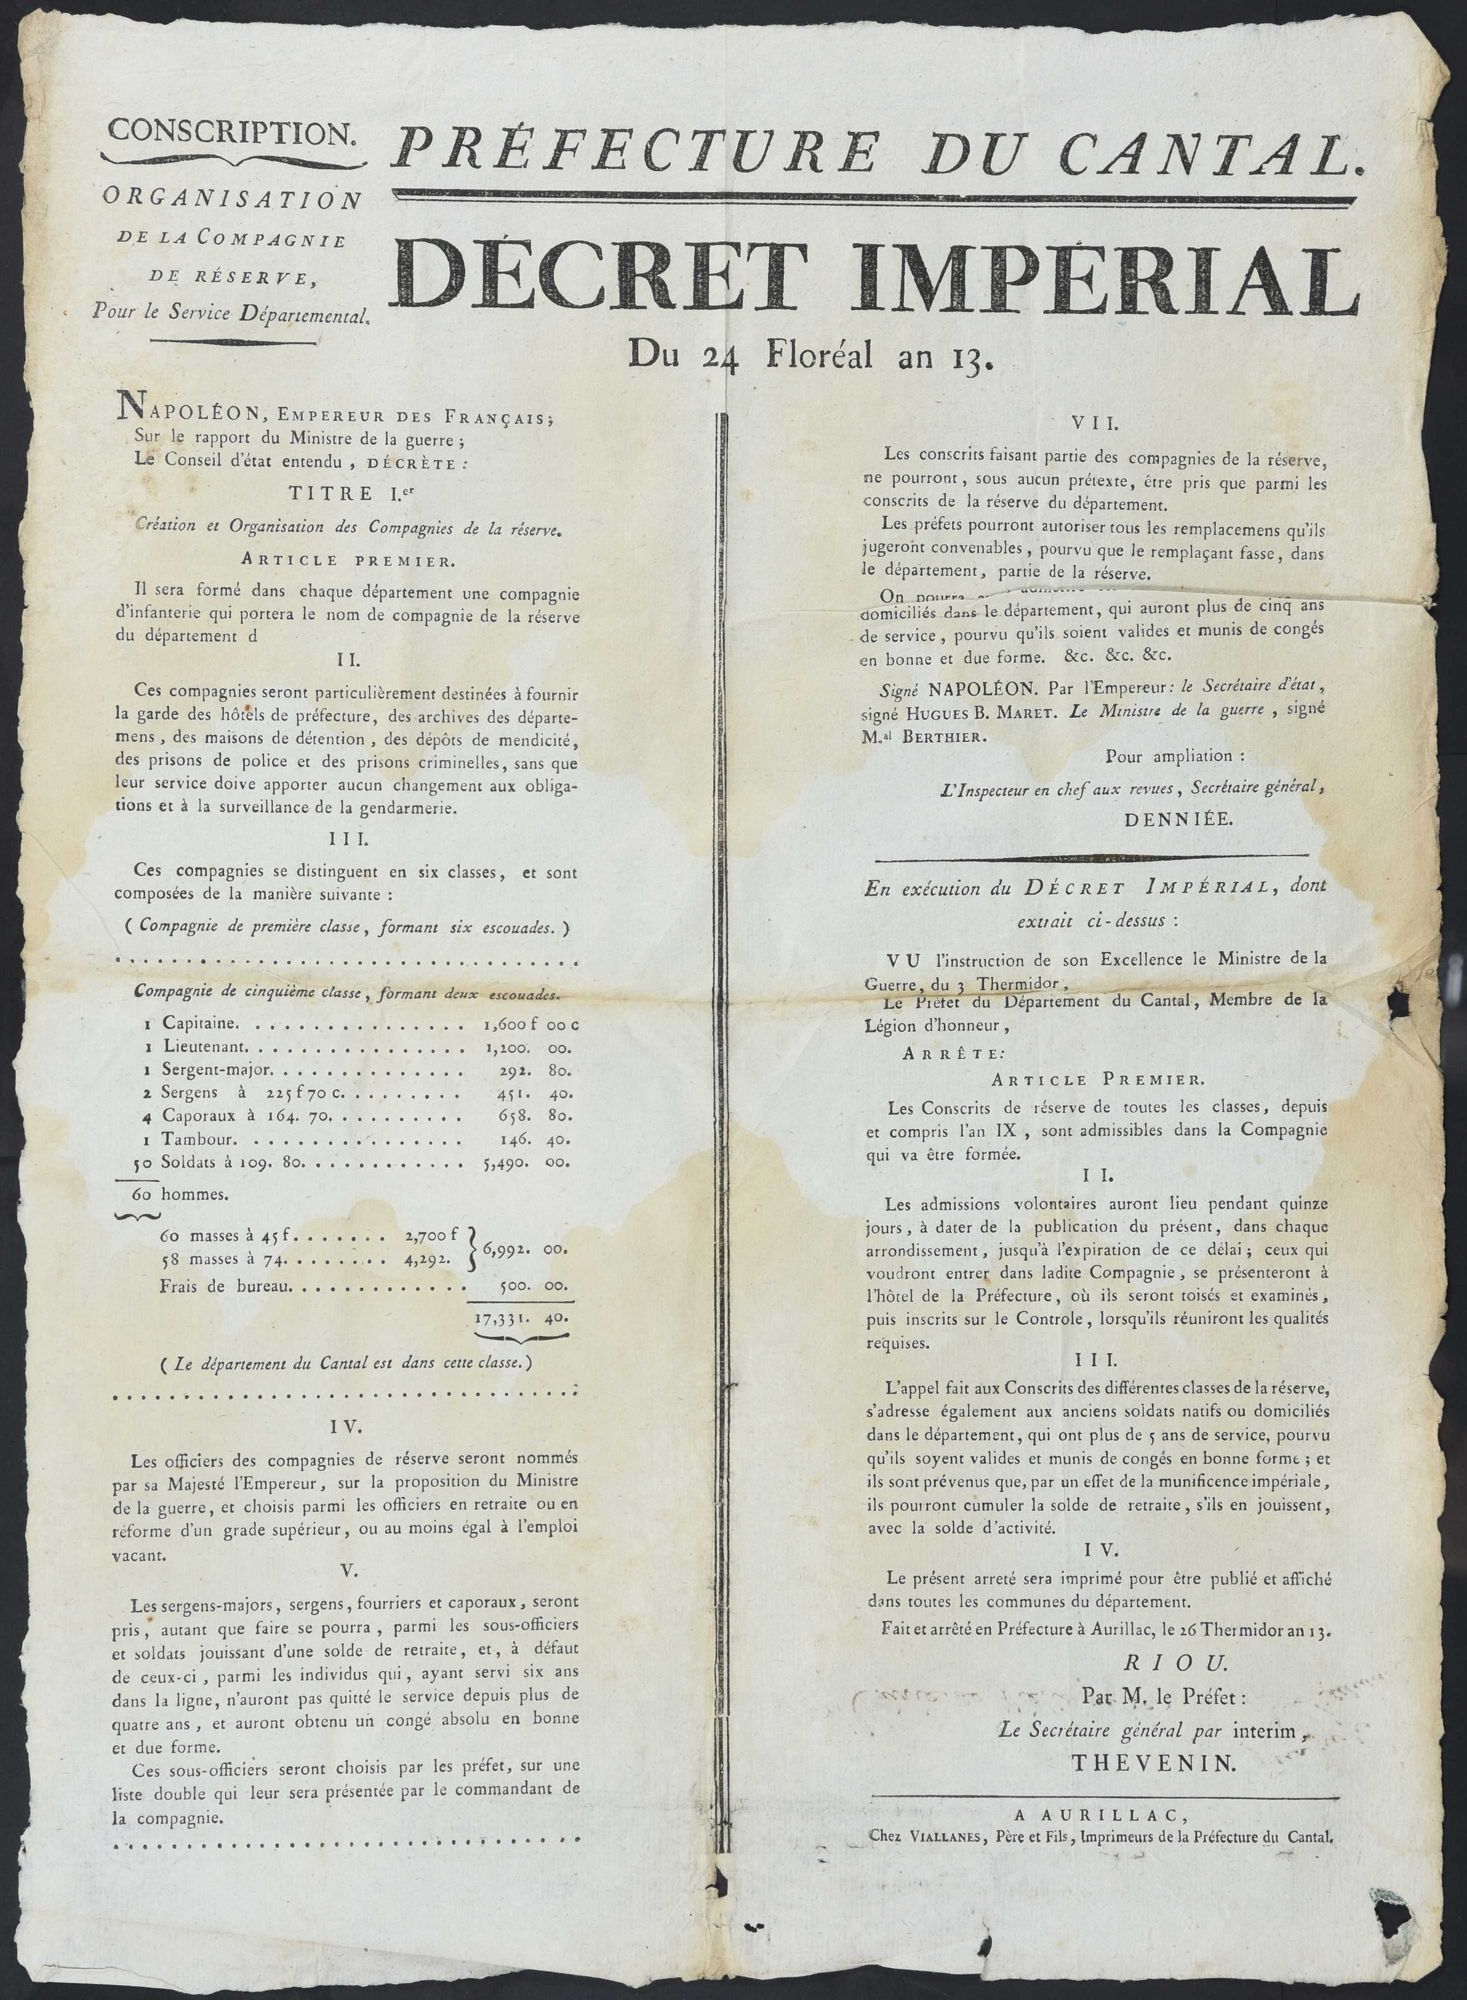 CONSCRIPTION.
ORGANISATION
DE LA COMPAGNIE
DE RÉSERVE,
Pour le Service Départemental.
PRÉFECTURE DU CANTAL.
DÉCRET IMPÉRIAL
Du 24 Floréal an 13.
NAPOLÉON, EMPEREUR DES FRANÇAIS;
Sur le rapport du Ministre de la guerre;
Le Conseil d'état entendu, DÉCRÈTE:
TITRE I.er
Création et Organisation des Compagnies de la réserve.
ARTICLE PREMIER.
Il sera formé dans chaque département une compagnie
d'infanterie qui portera le nom de compagnie de la réserve
du département d
II.
Ces compagnies seront particulièrement destinées à fournir
la garde des hôtels de préfecture, des archives des départe-
mens, des maisons de détention, des dépôts de mendicité,
des prisons de police et des prisons criminelles, sans que
leur service doive apporter aucun changement aux obliga-
tions et à la surveillance de la gendarmerie.
III.
Ces compagnies se distinguent en six classes, et sont
composées de la manière suivante :
( Compagnie de première classe, formant six escouades. )
. . . . . . . . . . . . . . . . . . . . . . . . . . . . . . . .
Compagnie de cinquième classe, formant deux escouades.
1 Capitaine. . . . . . . . . . . . . . . . 1,600 f 00 c
1 Lieutenant. . . . . . . . . . . . . . . . 1,200. 00.
1 Sergent-major. . . . . . . . . . . . . . 292. 80.
2 Sergens à 225 f 70 c. . . . . . . . . 451. 40.
4 Caporaux à 164. 70. . . . . . . . . . 658. 80.
1 Tambour. . . . . . . . . . . . . . . . 146. 40.
50 Soldats à 109. 80. . . . . . . . . . . . 5,490. 00.
60 hommes.
60 masses à 45 f. . . . . . . 2,700 f
58 masses à 74. . . . . . . . 4,292. } 6,992. 00.
Frais de bureau. . . . . . . . . . . . . 500. 00.
17,331. 40.
( Le département du Cantal est dans cette classe. )
. . . . . . . . . . . . . . . . . . . . . . . . . . . . . . . .
IV.
Les officiers des compagnies de réserve seront nommés
par sa Majesté l'Empereur, sur la proposition du Ministre
de la guerre, et choisis parmi les officiers en retraite ou en
réforme d'un grade supérieur, ou au moins égal à l'emploi
vacant.
V.
Les sergens-majors, sergens, fourriers et caporaux, seront
pris, autant que faire se pourra, parmi les sous-officiers
et soldats jouissant d'une solde de retraite, et, à défaut
de ceux-ci, parmi les individus qui, ayant servi six ans
dans la ligne, n'auront pas quitté le service depuis plus de
quatre ans, et auront obtenu un congé absolu en bonne
et due forme.
Ces sous-officiers seront choisis par les préfet, sur une
liste double qui leur sera présentée par le commandant de
la compagnie.
. . . . . . . . . . . . . . . . . . . . . . . . . . . . . . . .
VII.
Les conscrits faisant partie des compagnies de la réserve,
ne pourront, sous aucun prétexte, être pris que parmi les
conscrits de la réserve du département.
Les préfets pourront autoriser tous les remplacemens qu'ils
jugeront convenables, pourvu que le remplaçant fasse, dans
le département, partie de la réserve.
On pourra
domiciliés dans le département, qui auront plus de cinq ans
de service, pourvu qu'ils soient valides et munis de congés
en bonne et due forme. &c. &c. &c.
Signé NAPOLÉON. Par l'Empereur: le Secrétaire d'état,
signé HUGUES B. MARET. Le Ministre de la guerre, signé
M.al BERTHIER.
Pour ampliation :
L'Inspecteur en chef aux revues, Secrétaire général,
DENNIÉE.
En exécution du DÉCRET IMPÉRIAL, dont
extrait ci-dessus :
VU l'instruction de son Excellence le Ministre de la
Guerre, du 3 Thermidor,
Le Préfet du Département du Cantal, Membre de la
Légion d'honneur,
ARRÊTE:
ARTICLE PREMIER.
Les Conscrits de réserve de toutes les classes, depuis
et compris l'an IX, sont admissibles dans la Compagnie
qui va être formée.
II.
Les admissions volontaires auront lieu pendant quinze
jours, à dater de la publication du présent, dans chaque
arrondissement, jusqu'à l'expiration de ce délai; ceux qui
voudront entrer dans ladite Compagnie, se présenteront à
l'hôtel de la Préfecture, où ils seront toisés et examinés,
puis inscrits sur le Controle, lorsqu'ils réuniront les qualités
requises.
III.
L'appel fait aux Conscrits des différentes classes de la réserve,
s'adresse également aux anciens soldats natifs ou domiciliés
dans le département, qui ont plus de 5 ans de service, pourvu
qu'ils soyent valides et munis de congés en bonne forme; et
ils sont prévenus que, par un effet de la munificence impériale,
ils pourront cumuler la solde de retraite, s'ils en jouissent,
avec la solde d'activité.
IV.
Le présent arreté sera imprimé pour être publié et affiché
dans toutes les communes du département.
Fait et arrêté en Préfecture à Aurillac, le 26 Thermidor an 13.
RIOU.
Par M. le Préfet :
Le Secrétaire général par interim,
THEVENIN.
A AURILLAC,
Chez VIALLANES, Père et Fils, Imprimeurs de la Préfecture du Cantal.